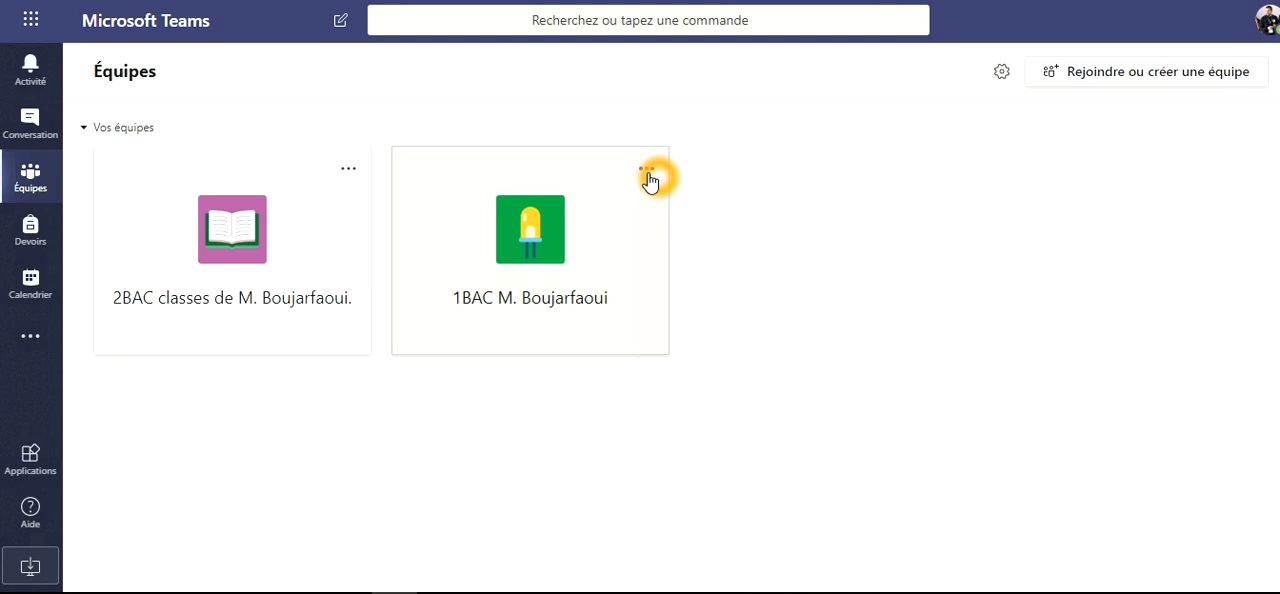 Microsoft Teams
Recherchez ou tapez une commande
Activité
Conversation
Équipes
Devoirs
Calendrier
Applications
Aide
Équipes
Rejoindre ou créer une équipe
Vos équipes
2BAC classes de M. Boujarfaoui.
1BAC M. Boujarfaoui